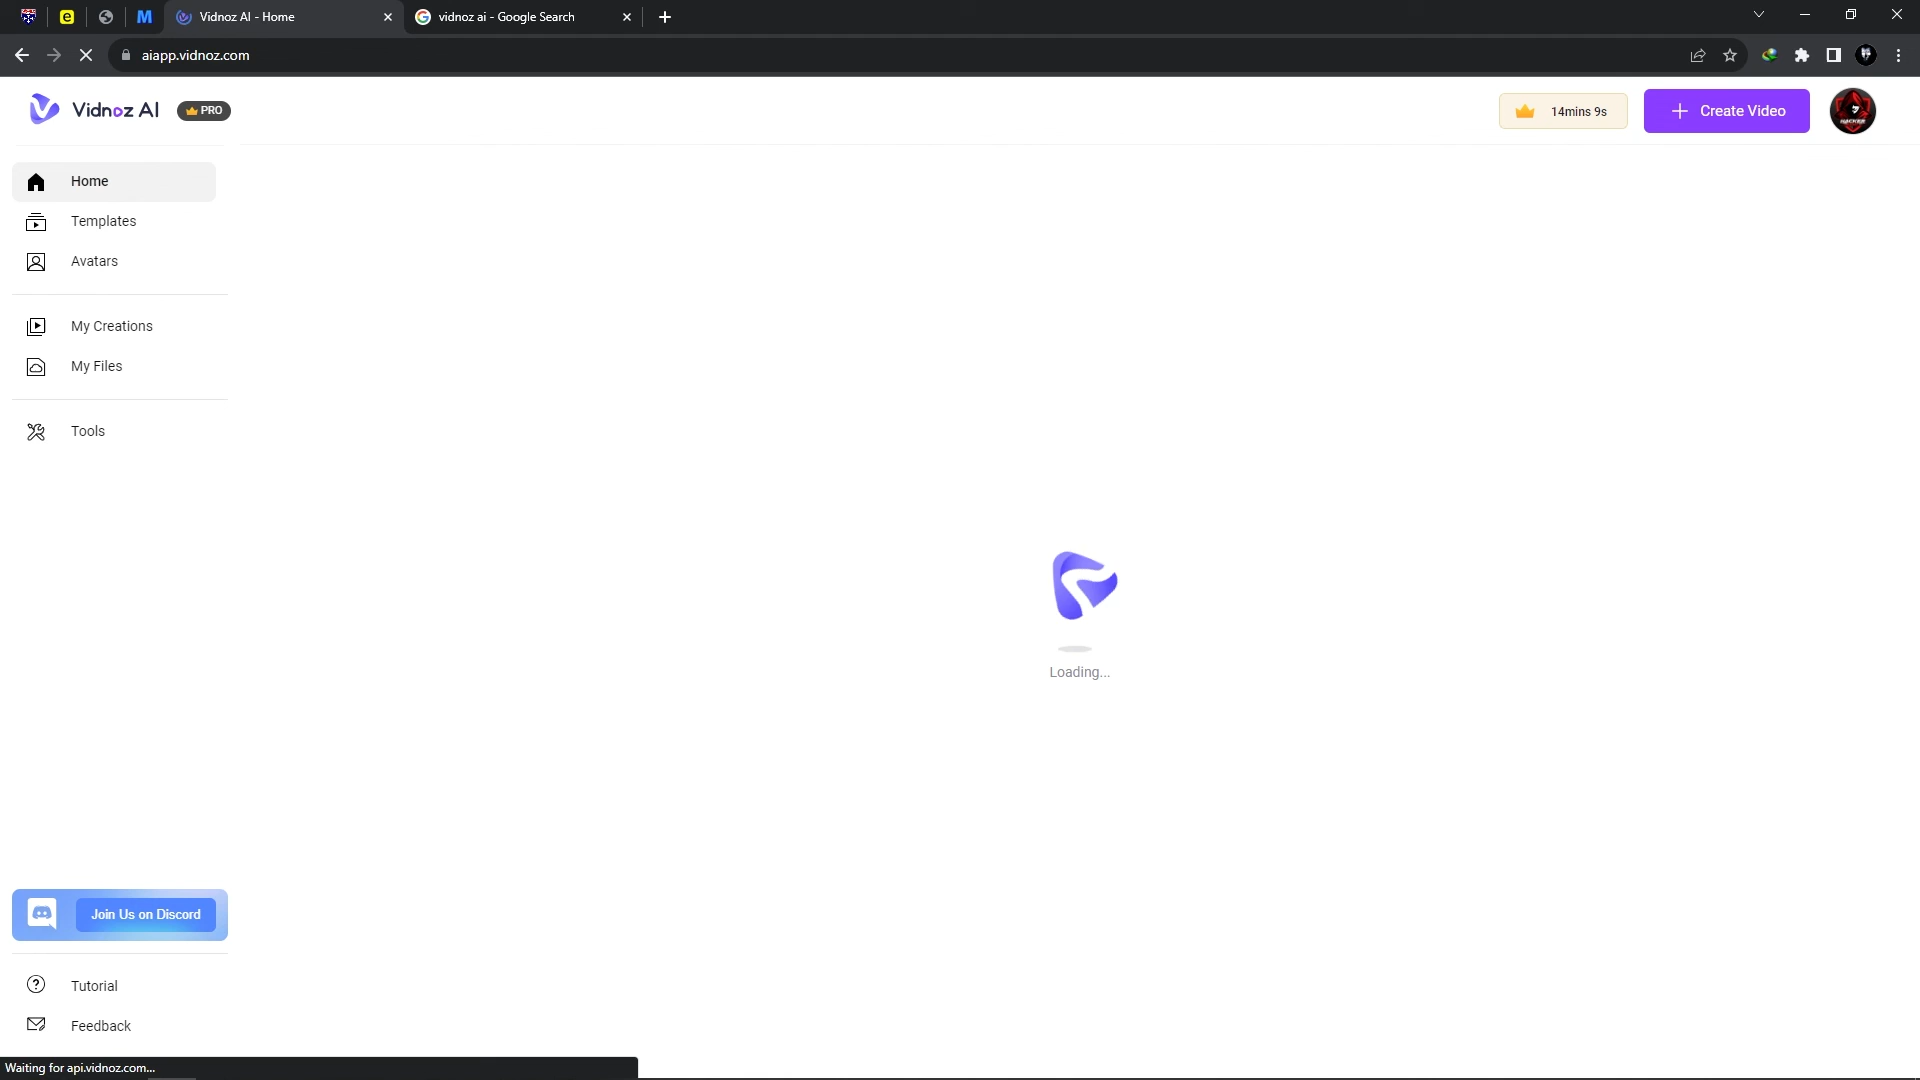 Vidnoz AI - Home
vidnoz ai - Google Search
aiapp.vidnoz.com
Vidnoz AI
PRO
14mins 9s
Create Video
Home
Templates
Avatars
My Creations
My Files
Tools
Loading...
Join Us on Discord
Tutorial
Feedback
Waiting for api.vidnoz.com...